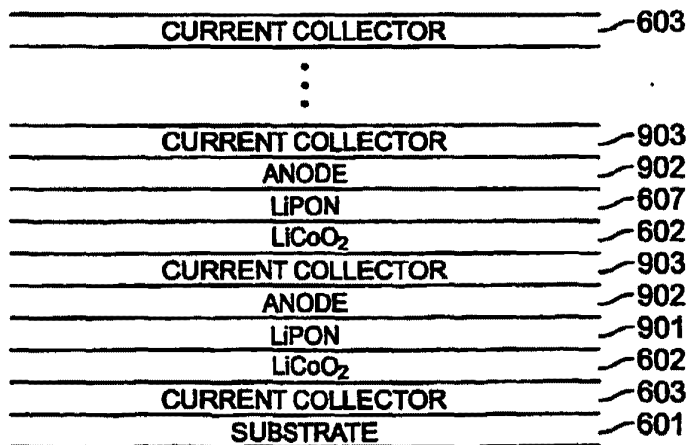 CURRENT COLLECTOR 603
CURRENT COLLECTOR 903
ANODE 902
LiPON 607
LiCoO2 602
CURRENT COLLECTOR 903
ANODE 902
LiPON 901
LiCoO2 602
CURRENT COLLECTOR 603
SUBSTRATE 601